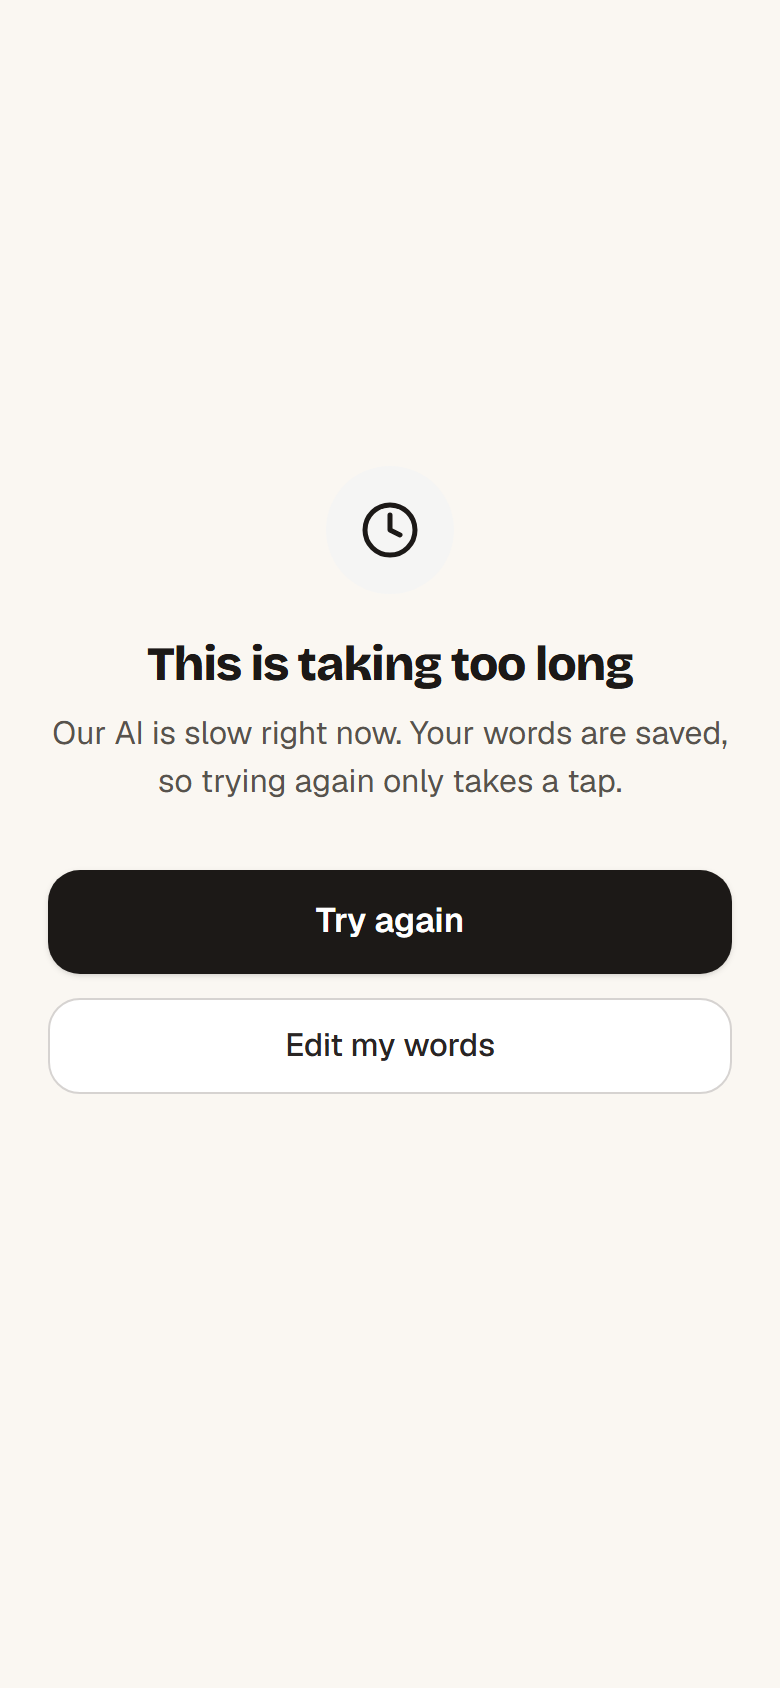 This is taking too long
Our AI is slow right now. Your words are saved,
so trying again only takes a tap.
Try again
Edit my words